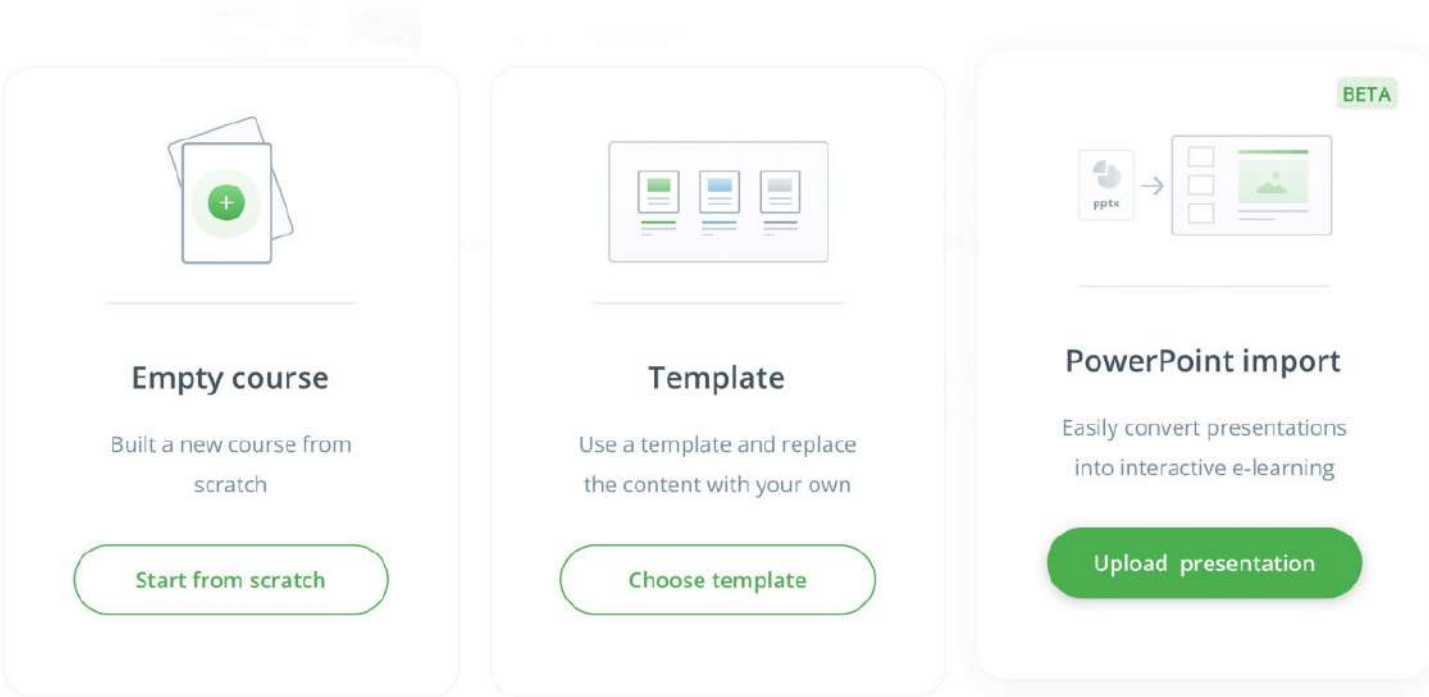 Empty course
Built a new course from
scratch
Start from scratch
Template
Use a template and replace
the content with your own
Choose template
BETA
pptx
PowerPoint import
Easily convert presentations
into interactive e-learning
Upload presentation